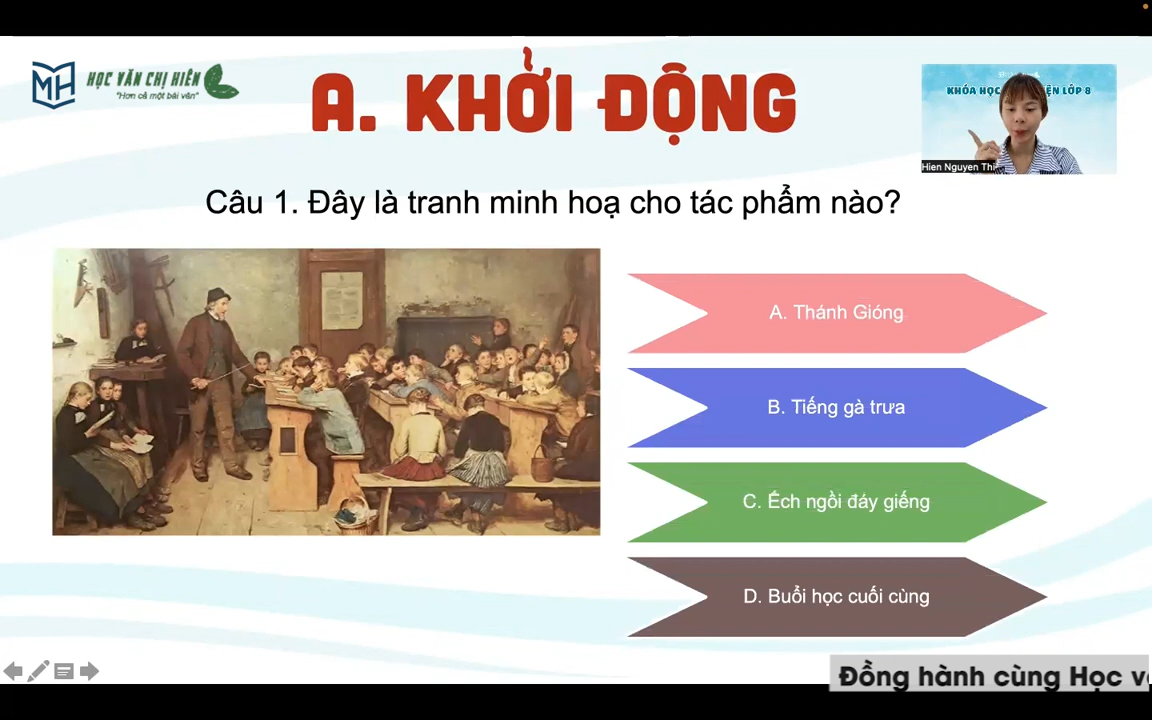 HỌC VĂN CHỊ HIÊN
"Hơn cả một bài văn"
A. KHỞI ĐỘNG
KHÓA HỌC
ỆN LỚP 8
Hien Nguyen Thi
Câu 1. Đây là tranh minh hoạ cho tác phẩm nào?
A. Thánh Gióng
B. Tiếng gà trưa
C. Ếch ngồi đáy giếng
D. Buổi học cuối cùng
Đồng hành cùng Học v